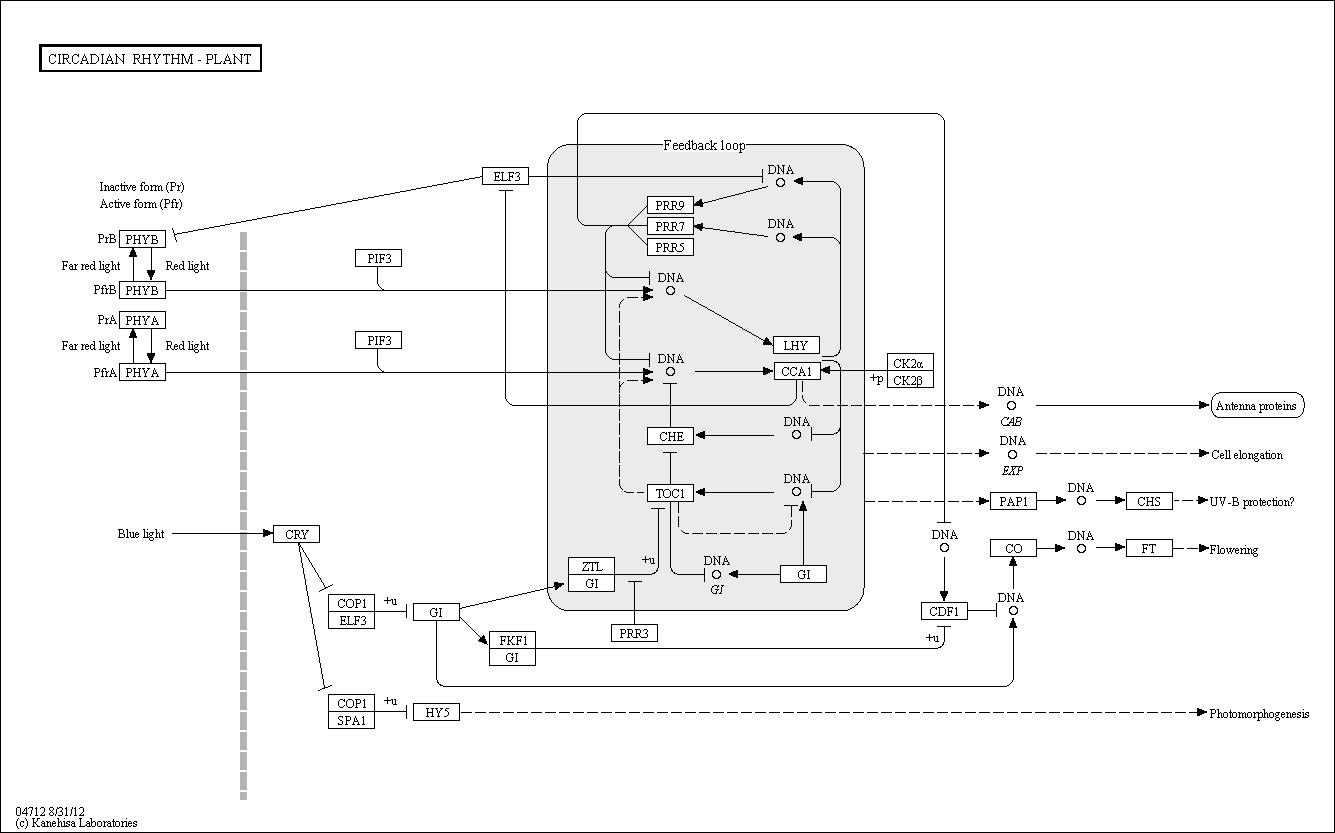 CIRCADIAN RHYTHM - PLANT
Feedback loop
DNA
ELF3
Inactive form (Pr)
Active form (Pfr)
PRR9
PRR7
DNA
PRR5
PrB PHYB
Far red light
Red light
PIF3
DNA
PfrB PHYB
PrA PHYA
Far red light
Red light
PIF3
LHY
DNA
PfrA PHYA
CCA1
CK2α
+p
CK2β
DNA
CAB
Antenna proteins
DNA
CHE
DNA
EXP
Cell elongation
DNA
TOC1
PAP1
DNA
CHS
UV-B protection?
Blue light
CRY
DNA
DNA
CO
FT
Flowering
+u
DNA
GI
GI
ZTL
GI
COP1
+u
ELF3
GI
CDF1
DNA
PRR3
FKF1
GI
+u
COP1
+u
SPA1
HY5
Photomorphogenesis
04712 8/31/12
(c) Kanehisa Laboratories